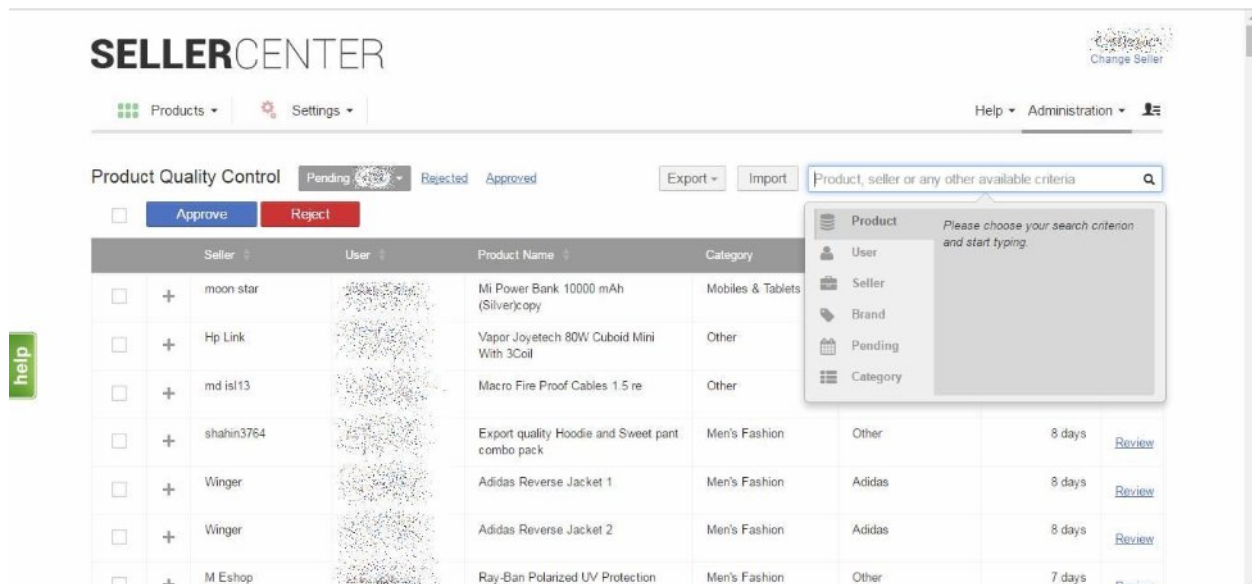 SELLERCENTER
Change Seller
Products
Settings
Help
Administration
Product Quality Control
Pending
Rejected
Approved
Export
Import
Product, seller or any other available criteria
Approve
Reject
Product
User
Seller
Brand
Pending
Category
Please choose your search criterion
and start typing.
Seller User Product Name Category
moon star Mi Power Bank 10000 mAh Mobiles & Tablets
(Silver)copy
Hp Link Vapor Joyetech 80W Cuboid Mini Other
With 3Coil
md isl13 Macro Fire Proof Cables 1.5 re Other
shahin3764 Export quality Hoodie and Sweet pant Men's Fashion Other 8 days Review
combo pack
Winger Adidas Reverse Jacket 1 Men's Fashion Adidas 8 days Review
Winger Adidas Reverse Jacket 2 Men's Fashion Adidas 8 days Review
M Eshop Ray-Ban Polarized UV Protection Men's Fashion Other 7 days
help